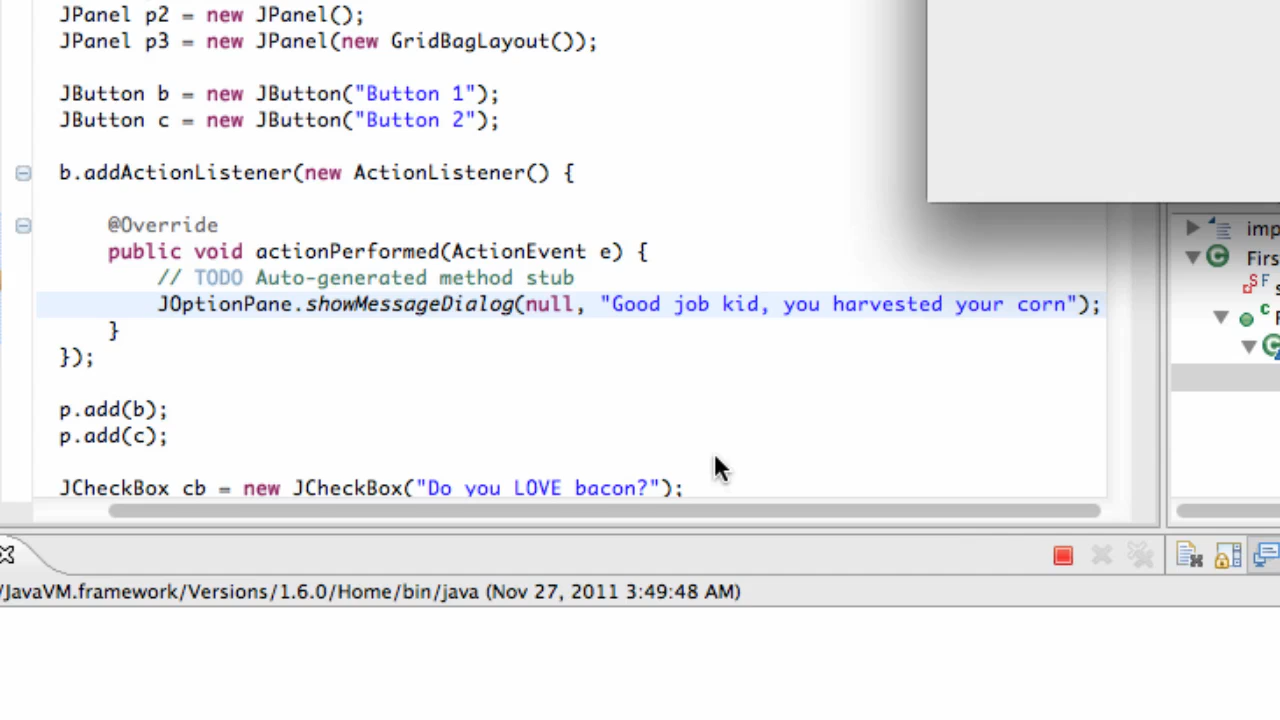 JPanel p2 = new JPanel();
JPanel p3 = new JPanel(new GridBagLayout());
JButton b = new JButton("Button 1");
JButton c = new JButton("Button 2");
b.addActionListener(new ActionListener() {
@Override
public void actionPerformed(ActionEvent e) {
// TODO Auto-generated method stub
JOptionPane.showMessageDialog(null, "Good job kid, you harvested your corn");
}
});
p.add(b);
p.add(c);
JCheckBox cb = new JCheckBox("Do you LOVE bacon?");
imp
Firs
/JavaVM.framework/Versions/1.6.0/Home/bin/java (Nov 27, 2011 3:49:48 AM)